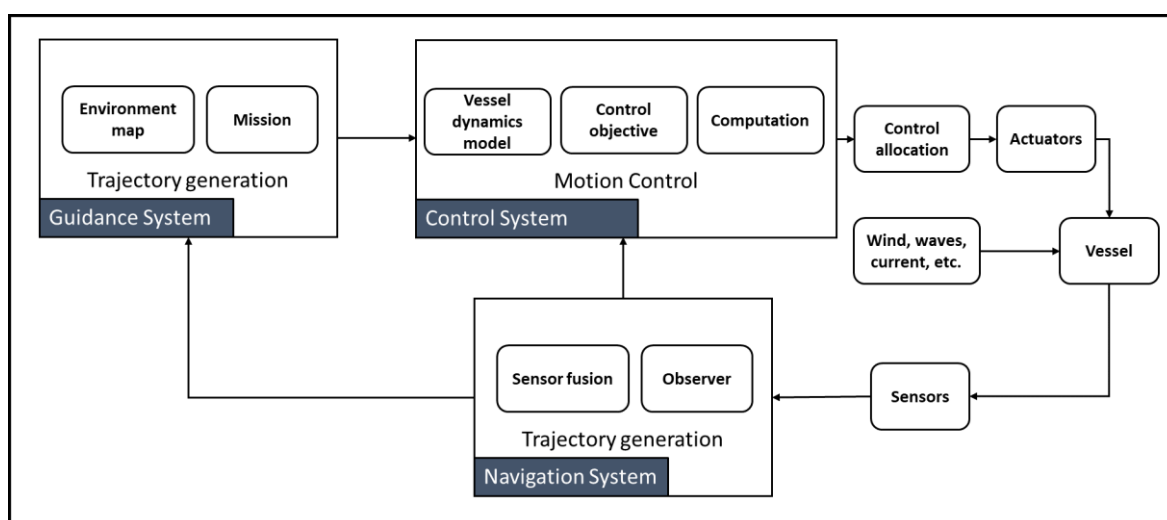 Environment
map
Mission
Trajectory generation
Guidance System
Vessel
dynamics
model
Control
objective
Computation
Motion Control
Control System
Control
allocation
Actuators
Wind, waves,
current, etc.
Vessel
Sensor fusion
Observer
Trajectory generation
Navigation System
Sensors